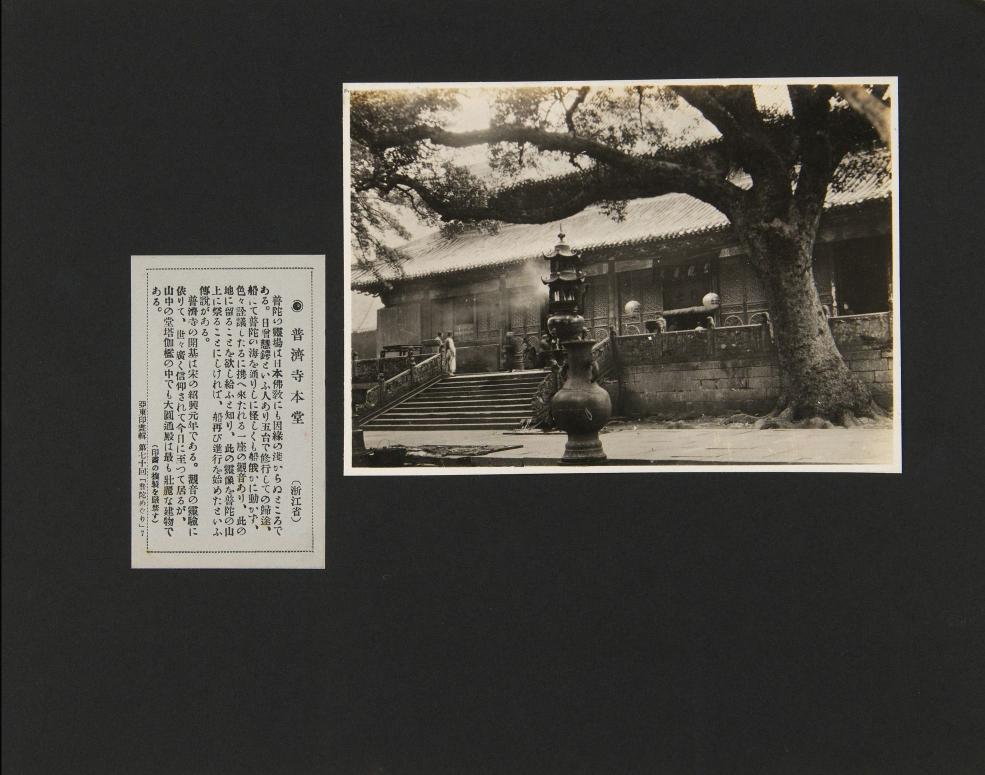 ◉ 普濟寺本堂 (浙江省)
普陀の靈場は日本佛敎にも因緣の淺からぬところで
ある。日曾慧鍔といふ人あり五台で修行しての歸途、
船にて普陀の海を通りしに怪しくも船俄かに動かず、
色々詮議したるに携へ來たれる一座の觀音あり、此の
地に留ることを欲し給ふと知り、此の靈像を普陀の山
上に祭ることにしければ、船再び進行を始めたといふ
傳說がある。
普濟寺の開基は宋の紹興元年である。觀音の靈驗に
依りて、世々廣く信仰されて今日に至つて居るが、
山中の堂塔伽檻の中でも大圓通殿は最も壯麗な建物で
ある。
(印畫の複製を嚴禁す)
亞東印畫輯 第七十回「普陀めぐり」7